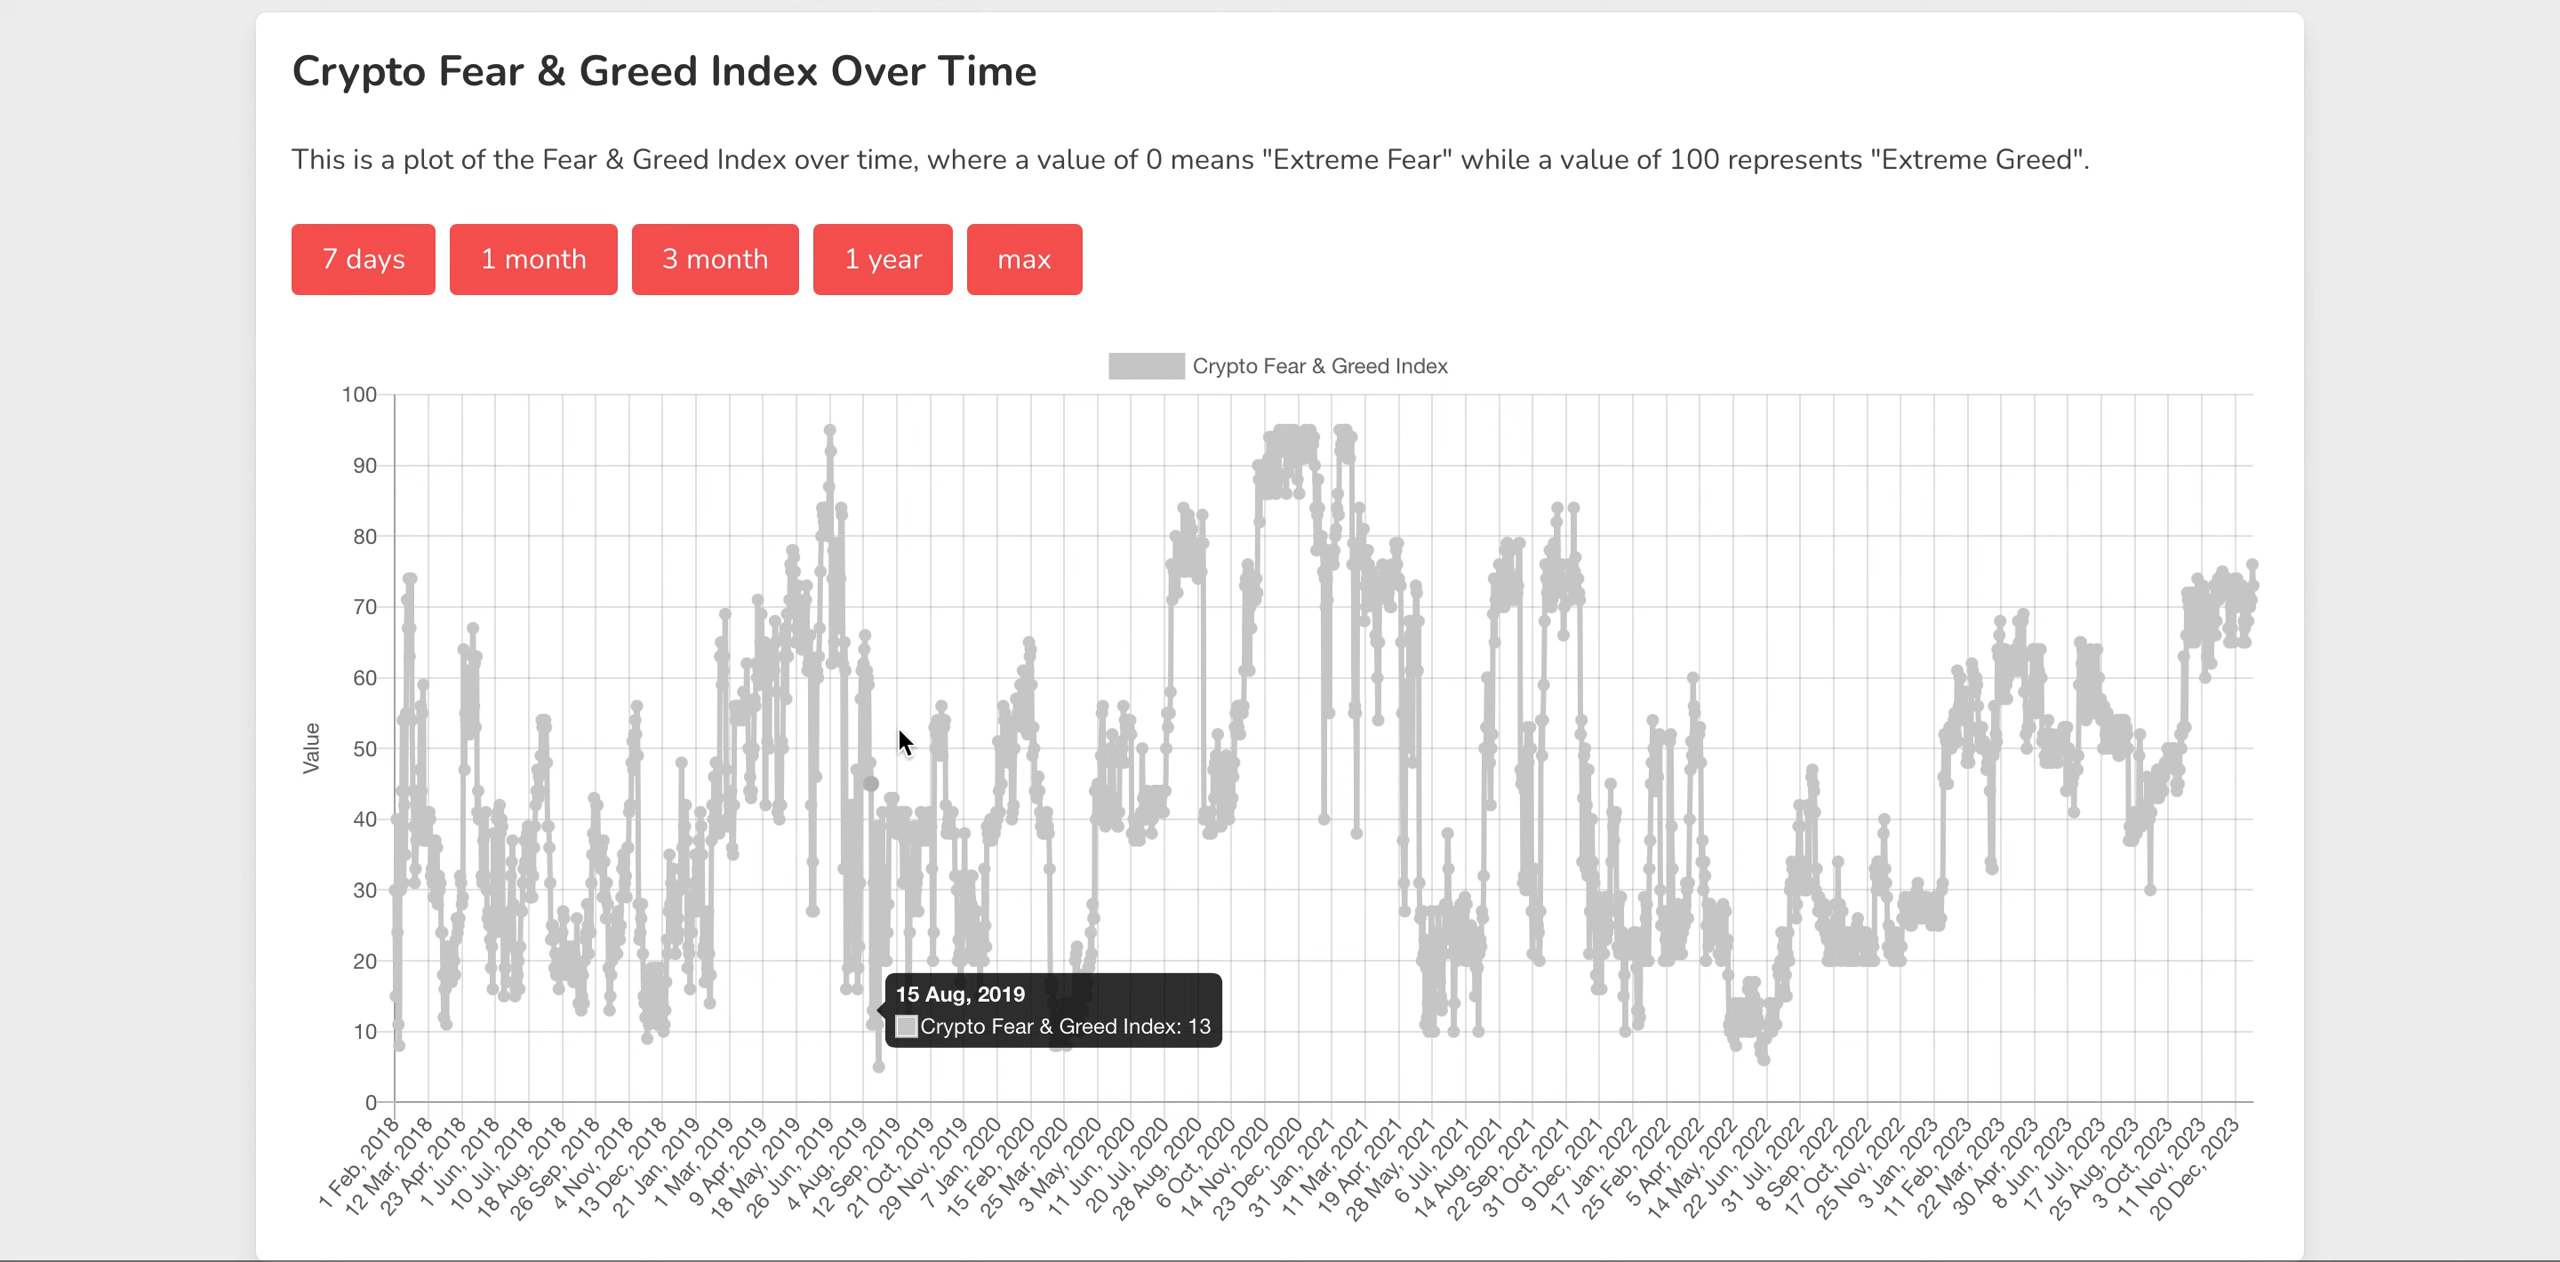 Crypto Fear & Greed Index Over Time
This is a plot of the Fear & Greed Index over time, where a value of 0 means "Extreme Fear" while a value of 100 represents "Extreme Greed".
7 days 1 month 3 month 1 year max
Crypto Fear & Greed Index
100
90
80
70
60
50
40
30
20
10
0
Value
15 Aug, 2019
Crypto Fear & Greed Index: 13
1 Feb, 2018
12 Mar, 2018
23 Apr, 2018
1 Jun, 2018
10 Jul, 2018
18 Aug, 2018
26 Sep, 2018
4 Nov, 2018
13 Dec, 2018
21 Jan, 2019
1 Mar, 2019
9 Apr, 2019
18 May, 2019
26 Jun, 2019
4 Aug, 2019
12 Sep, 2019
21 Oct, 2019
29 Nov, 2019
7 Jan, 2020
15 Feb, 2020
25 Mar, 2020
3 May, 2020
11 Jun, 2020
20 Jul, 2020
28 Aug, 2020
6 Oct, 2020
14 Nov, 2020
23 Dec, 2020
31 Jan, 2021
11 Mar, 2021
19 Apr, 2021
28 May, 2021
6 Jul, 2021
14 Aug, 2021
22 Sep, 2021
31 Oct, 2021
9 Dec, 2021
17 Jan, 2022
25 Feb, 2022
5 Apr, 2022
14 May, 2022
22 Jun, 2022
31 Jul, 2022
8 Sep, 2022
17 Oct, 2022
25 Nov, 2022
3 Jan, 2023
11 Feb, 2023
22 Mar, 2023
30 Apr, 2023
8 Jun, 2023
17 Jul, 2023
25 Aug, 2023
3 Oct, 2023
11 Nov, 2023
20 Dec, 2023